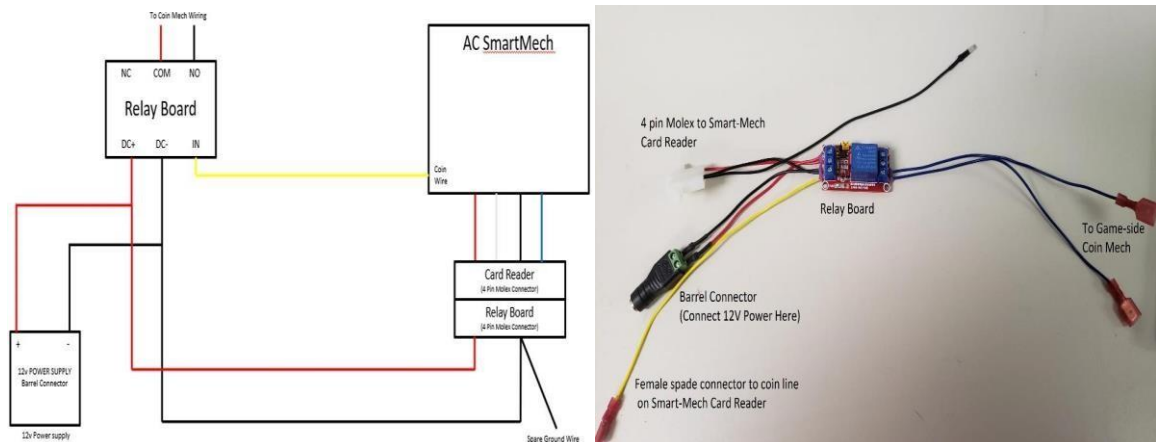 To Coin Mech Wiring
NC COM NO
Relay Board
DC+ DC- IN
AC SmartMech
Coin
Wire
Card Reader
(4 Pin Molex Connector)
Relay Board
(4 Pin Molex Connector)
+ -
12v POWER SUPPLY
Barrel Connector
12v Power supply
Spare Ground Wire
4 pin Molex to Smart-Mech
Card Reader
Relay Board
To Game-side
Coin Mech
Barrel Connector
(Connect 12V Power Here)
Female spade connector to coin line
on Smart-Mech Card Reader